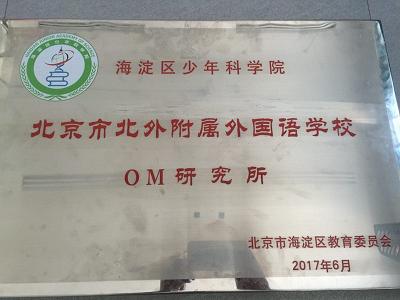 海淀区少年科学院
北京市北外附属外国语学校
OM研究所
北京市海淀区教育委员会
2017年6月